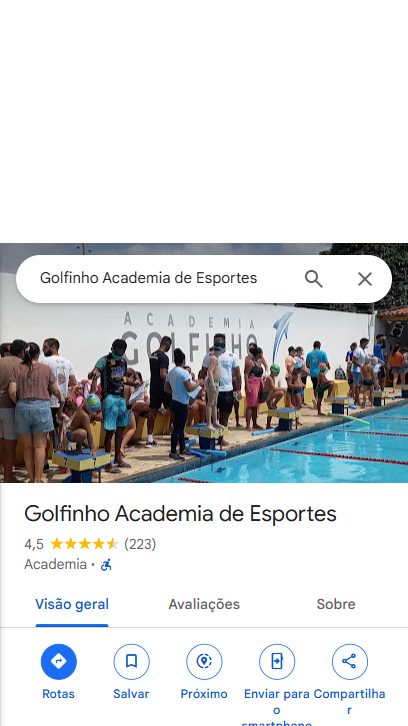 Golfinho Academia de Esportes
ACADEMIA
GOLFINHO
Golfinho Academia de Esportes
4,5 (223)
Academia ·
Visão geral Avaliações Sobre
Rotas Salvar Próximo Enviar para o smartphone Compartilhar